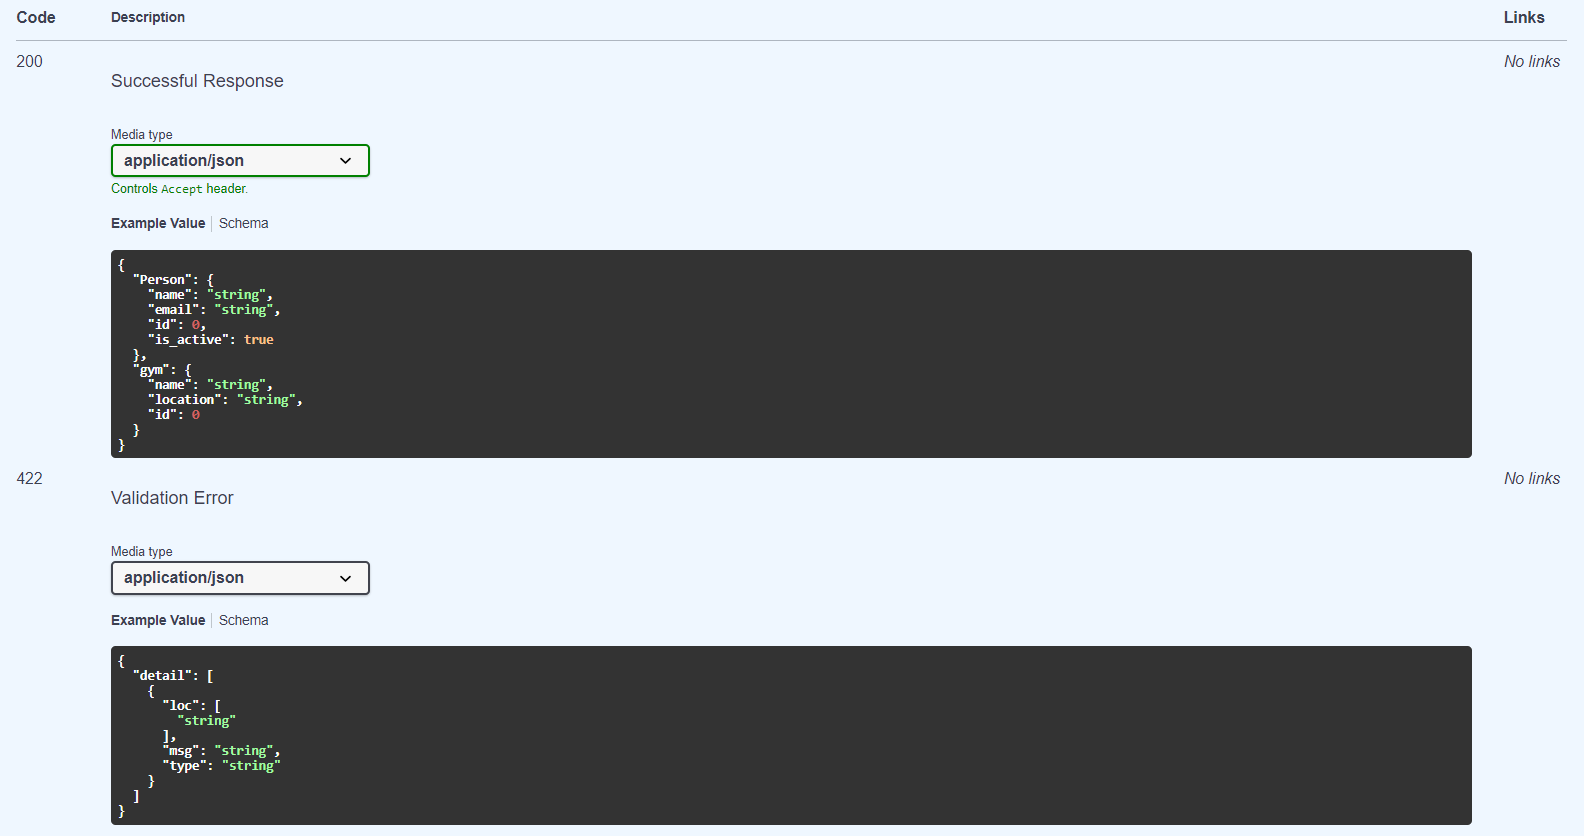 Code Description Links
200 No links
Successful Response
Media type
application/json
Controls Accept header.
Example Value Schema
{
  "Person": {
    "name": "string",
    "email": "string",
    "id": 0,
    "is_active": true
  },
  "gym": {
    "name": "string",
    "location": "string",
    "id": 0
  }
}
422 No links
Validation Error
Media type
application/json
Example Value Schema
{
  "detail": [
    {
      "loc": [
        "string"
      ],
      "msg": "string",
      "type": "string"
    }
  ]
}